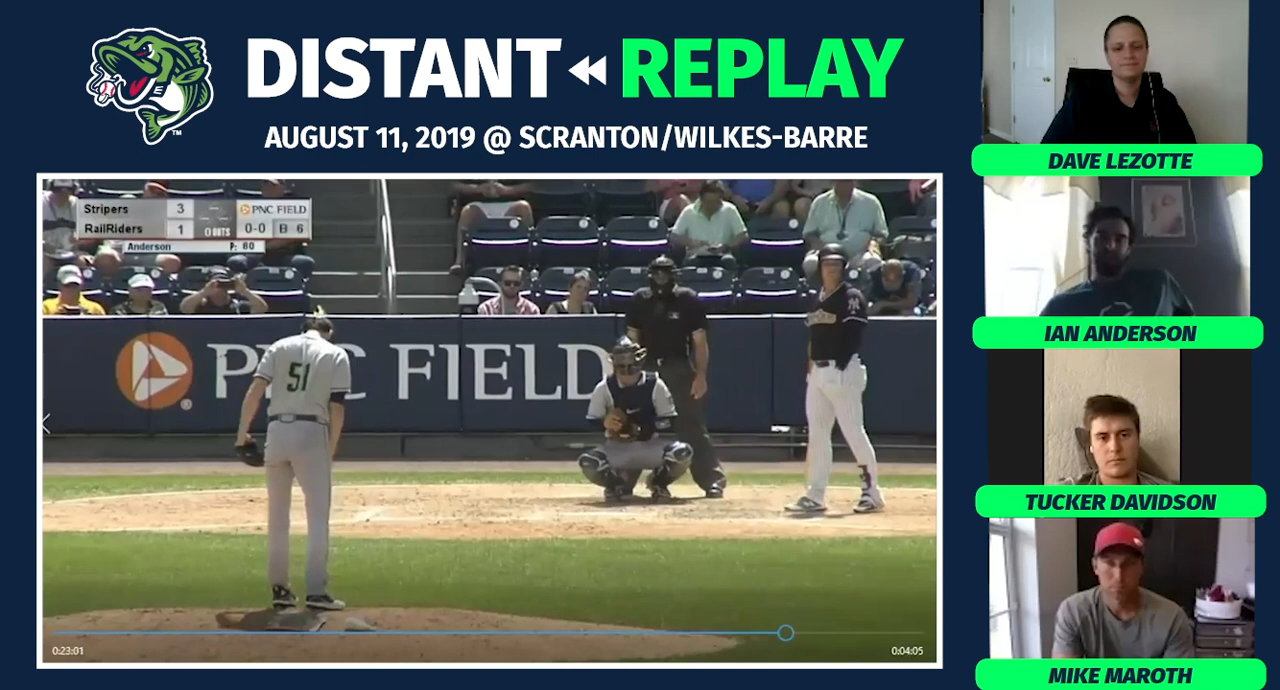 DISTANT REPLAY
AUGUST 11, 2019 @ SCRANTON/WILKES-BARRE
TM
Stripers 3 PNC FIELD
RailRiders 1 0 OUTS 0-0 B 6
Anderson P: 80
PNC FIELD
®
51
0:23:01
0:04:05
DAVE LEZOTTE
IAN ANDERSON
TUCKER DAVIDSON
MIKE MAROTH